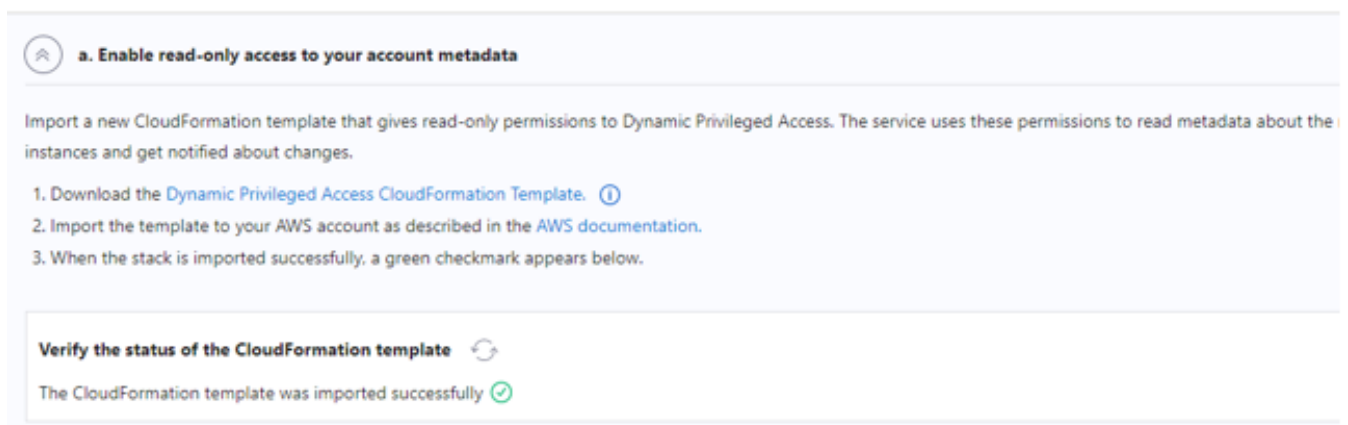 a. Enable read-only access to your account metadata
Import a new CloudFormation template that gives read-only permissions to Dynamic Privileged Access. The service uses these permissions to read metadata about the
instances and get notified about changes.
1. Download the Dynamic Privileged Access CloudFormation Template.
2. Import the template to your AWS account as described in the AWS documentation.
3. When the stack is imported successfully, a green checkmark appears below.
Verify the status of the CloudFormation template
The CloudFormation template was imported successfully